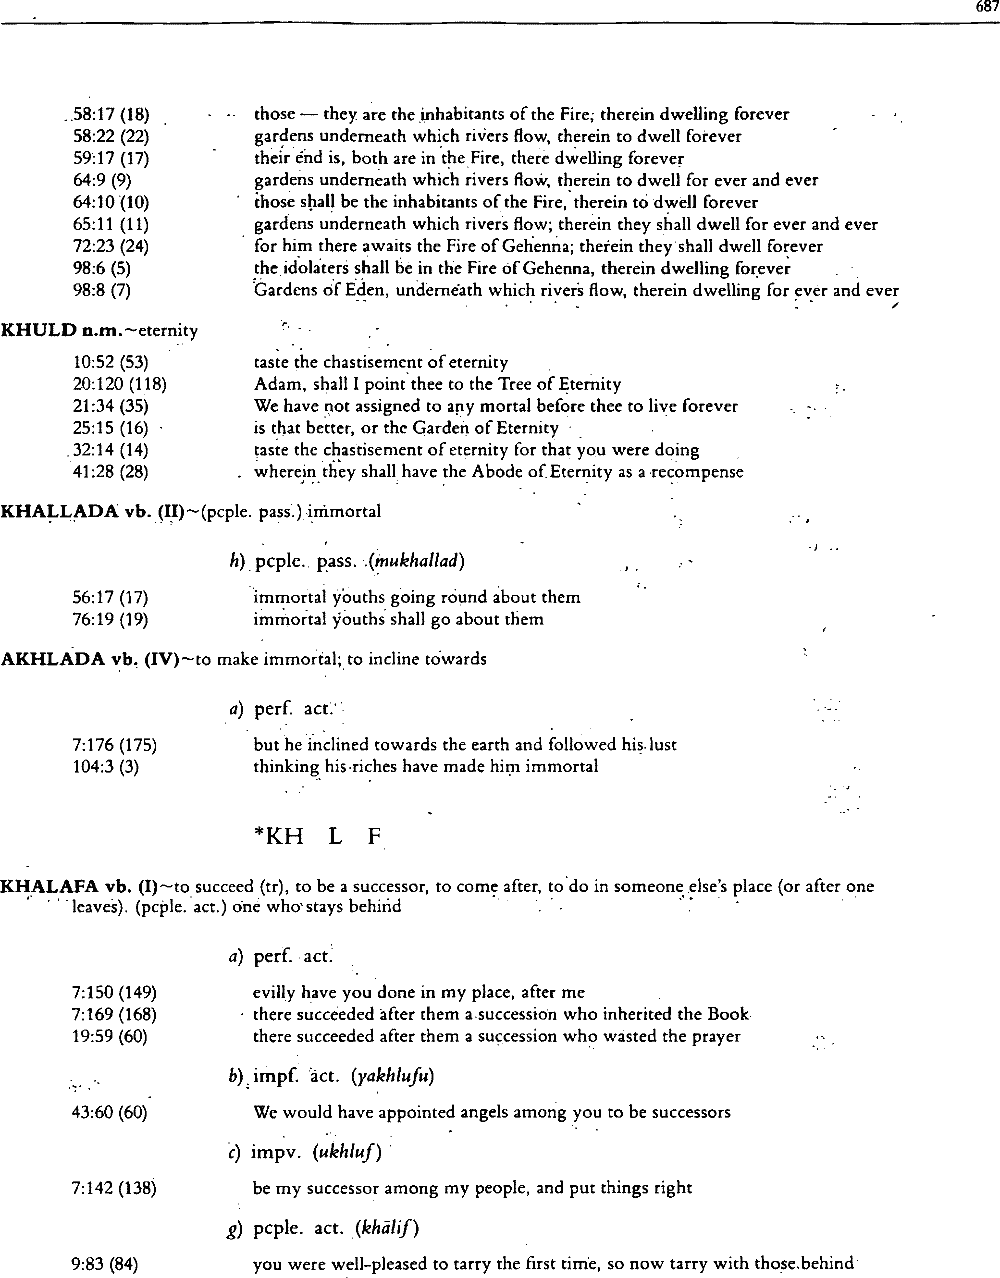 687
58:17 (18) those — they are the inhabitants of the Fire; therein dwelling forever
58:22 (22) gardens underneath which rivers flow, therein to dwell forever
59:17 (17) their end is, both are in the Fire, there dwelling forever
64:9 (9) gardens underneath which rivers flow, therein to dwell for ever and ever
64:10 (10) those shall be the inhabitants of the Fire, therein to dwell forever
65:11 (11) gardens underneath which rivers flow; therein they shall dwell for ever and ever
72:23 (24) for him there awaits the Fire of Gehenna; therein they shall dwell forever
98:6 (5) the idolaters shall be in the Fire of Gehenna, therein dwelling forever
98:8 (7) Gardens of Eden, underneath which rivers flow, therein dwelling for ever and ever
KHULD n.m.~eternity
10:52 (53) taste the chastisement of eternity
20:120 (118) Adam, shall I point thee to the Tree of Eternity
21:34 (35) We have not assigned to any mortal before thee to live forever
25:15 (16) is that better, or the Garden of Eternity
32:14 (14) taste the chastisement of eternity for that you were doing
41:28 (28) wherein they shall have the Abode of Eternity as a recompense
KHALLADA vb. (II)~(pcple. pass.) immortal
h) pcple. pass. (mukhallad)
56:17 (17) immortal youths going round about them
76:19 (19) immortal youths shall go about them
AKHLADA vb. (IV)~to make immortal; to incline towards
a) perf. act.
7:176 (175) but he inclined towards the earth and followed his lust
104:3 (3) thinking his riches have made him immortal
*KH L F
KHALAFA vb. (I)~to succeed (tr), to be a successor, to come after, to do in someone else's place (or after one
leaves). (pcple. act.) one who stays behind
a) perf. act.
7:150 (149) evilly have you done in my place, after me
7:169 (168) there succeeded after them a succession who inherited the Book
19:59 (60) there succeeded after them a succession who wasted the prayer
b) impf. act. (yakhlufu)
43:60 (60) We would have appointed angels among you to be successors
c) impv. (ukhluf)
7:142 (138) be my successor among my people, and put things right
g) pcple. act. (khālif)
9:83 (84) you were well-pleased to tarry the first time, so now tarry with those behind